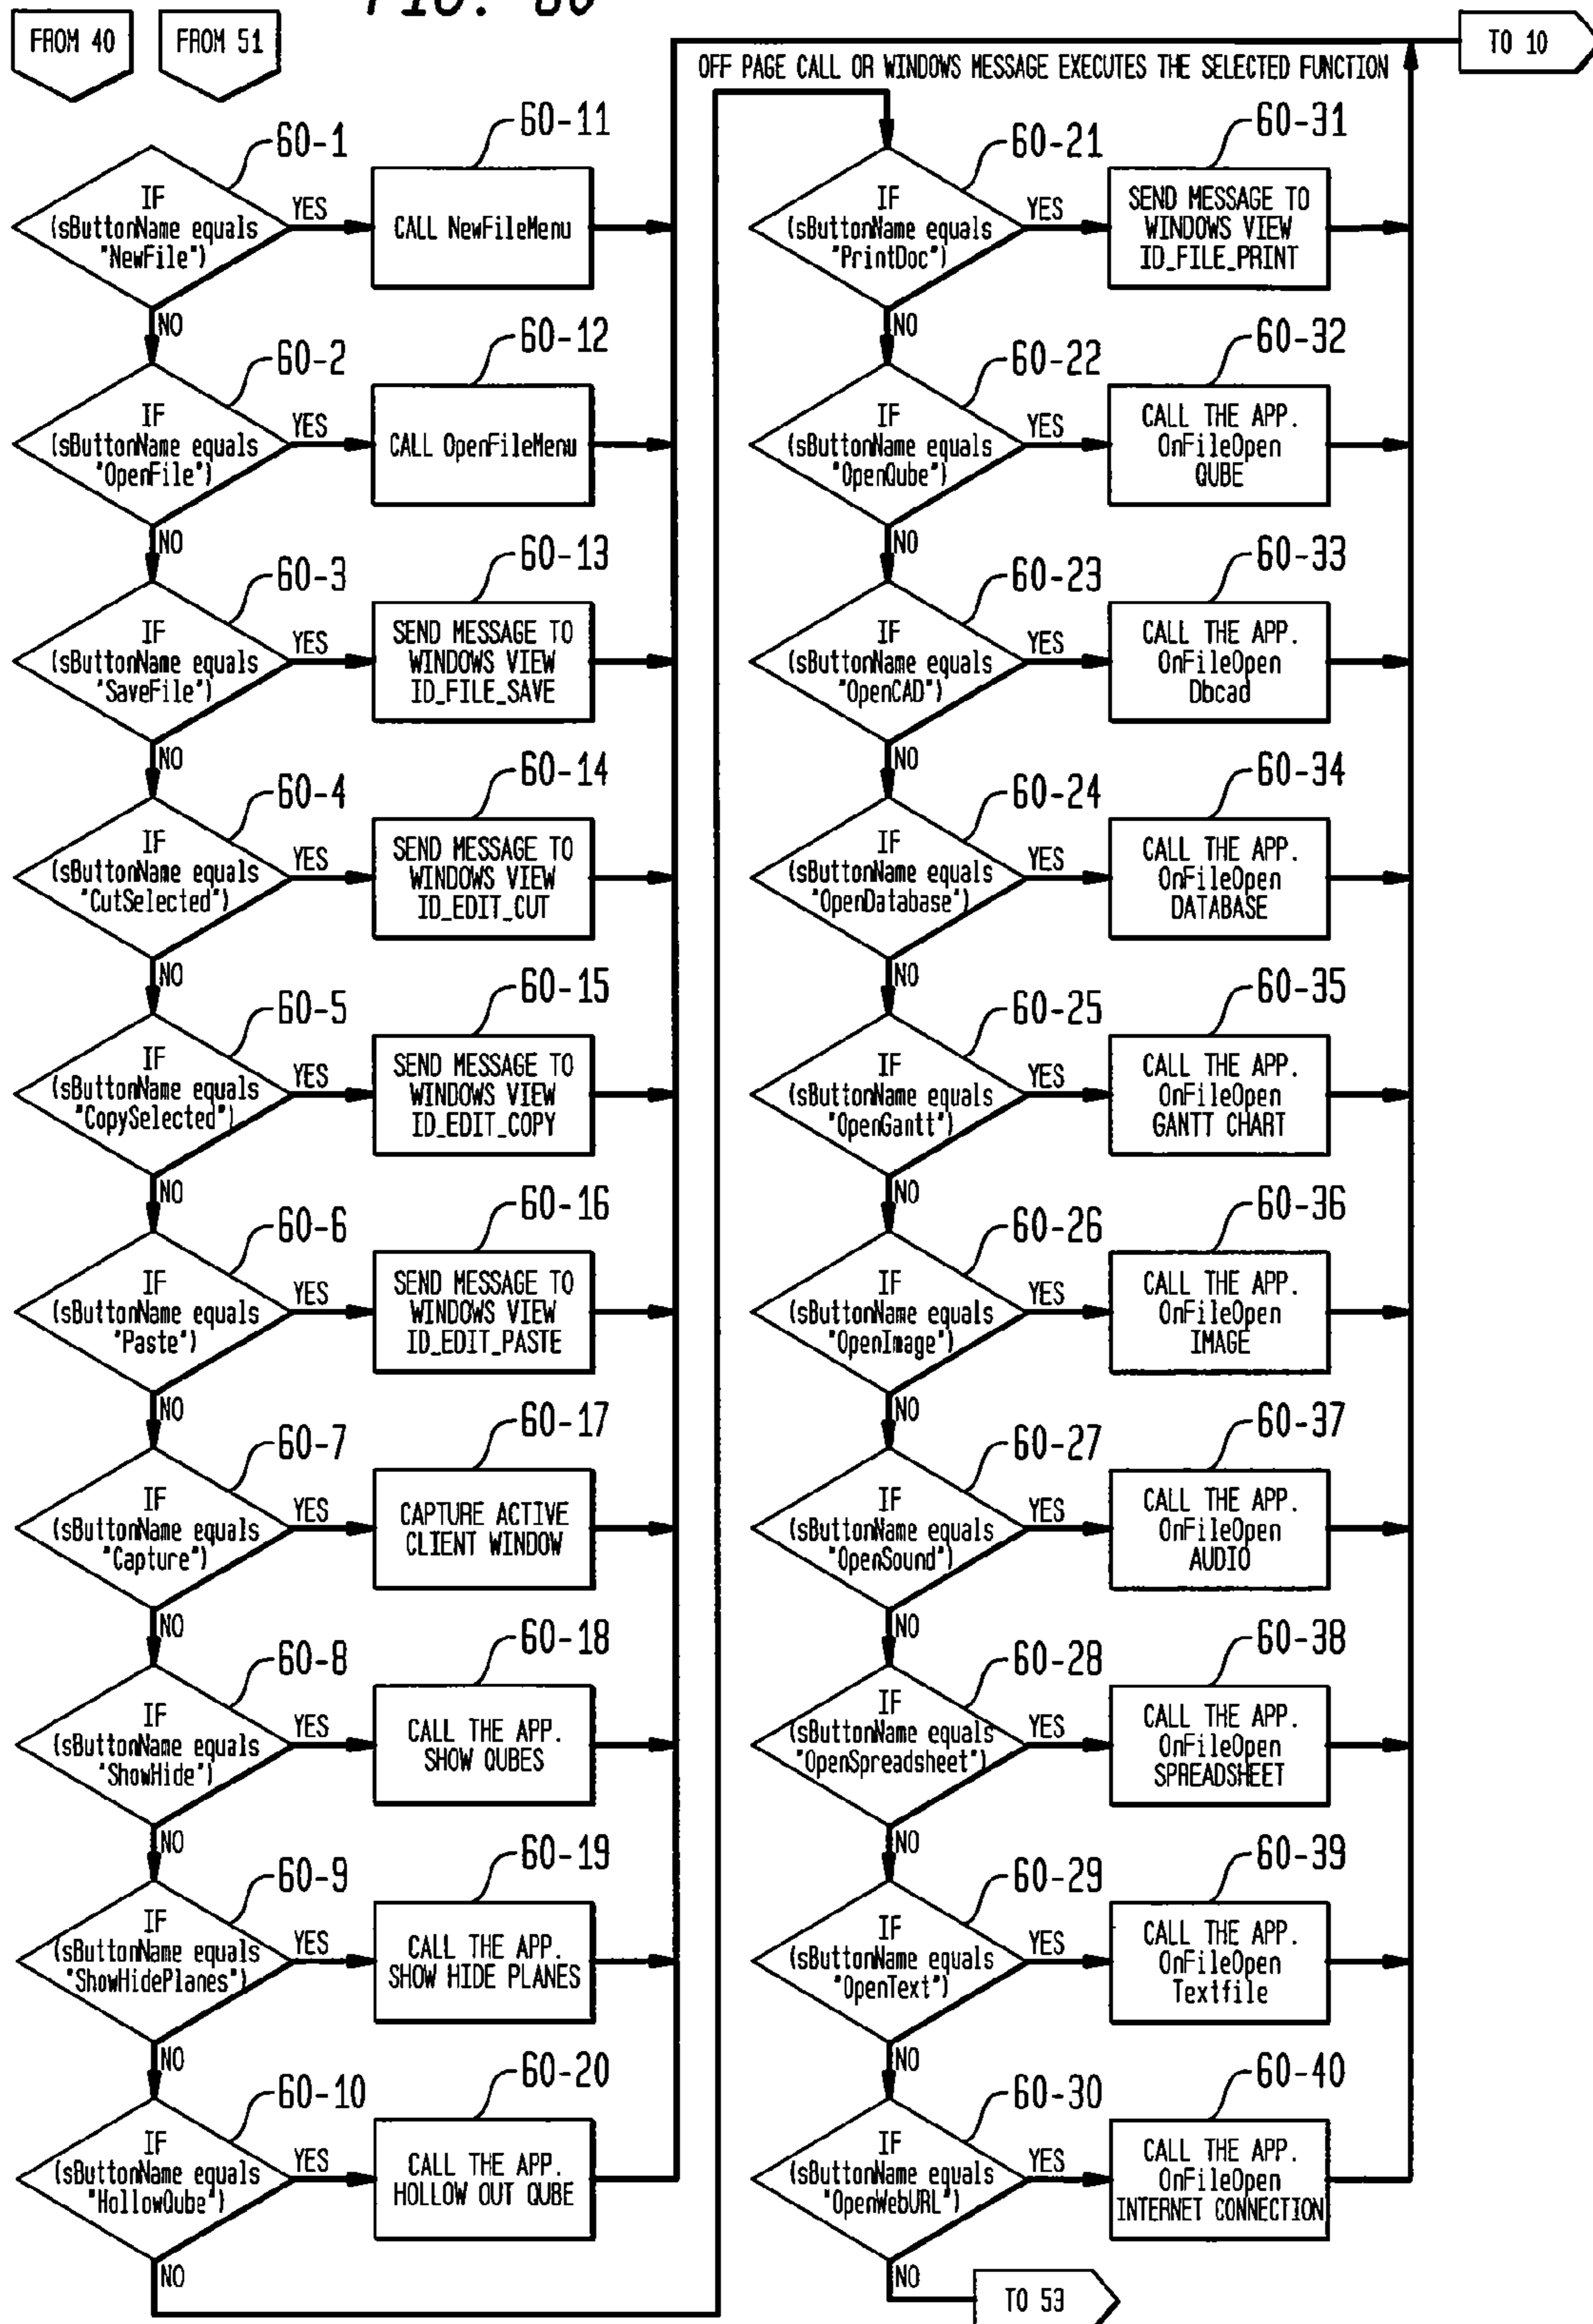 FROM 40
FROM 51
TO 10
OFF PAGE CALL OR WINDOWS MESSAGE EXECUTES THE SELECTED FUNCTION
60-1
IF
(sButtonName equals
"NewFile")
YES
NO
60-11
CALL NewFileMenu
60-2
IF
(sButtonName equals
"OpenFile")
YES
NO
60-12
CALL OpenFileMenu
60-3
IF
(sButtonName equals
"SaveFile")
YES
NO
60-13
SEND MESSAGE TO
WINDOWS VIEW
ID_FILE_SAVE
60-4
IF
(sButtonName equals
"CutSelected")
YES
NO
60-14
SEND MESSAGE TO
WINDOWS VIEW
ID_EDIT_CUT
60-5
IF
(sButtonName equals
"CopySelected")
YES
NO
60-15
SEND MESSAGE TO
WINDOWS VIEW
ID_EDIT_COPY
60-6
IF
(sButtonName equals
"Paste")
YES
NO
60-16
SEND MESSAGE TO
WINDOWS VIEW
ID_EDIT_PASTE
60-7
IF
(sButtonName equals
"Capture")
YES
NO
60-17
CAPTURE ACTIVE
CLIENT WINDOW
60-8
IF
(sButtonName equals
"ShowHide")
YES
NO
60-18
CALL THE APP.
SHOW QUBES
60-9
IF
(sButtonName equals
"ShowHidePlanes")
YES
NO
60-19
CALL THE APP.
SHOW HIDE PLANES
60-10
IF
(sButtonName equals
"HollowQube")
YES
NO
60-20
CALL THE APP.
HOLLOW OUT QUBE
60-21
IF
(sButtonName equals
"PrintDoc")
YES
NO
60-31
SEND MESSAGE TO
WINDOWS VIEW
ID_FILE_PRINT
60-22
IF
(sButtonName equals
"OpenQube")
YES
NO
60-32
CALL THE APP.
OnFileOpen
QUBE
60-23
IF
(sButtonName equals
"OpenCAD")
YES
NO
60-33
CALL THE APP.
OnFileOpen
Dbcad
60-24
IF
(sButtonName equals
"OpenDatabase")
YES
NO
60-34
CALL THE APP.
OnFileOpen
DATABASE
60-25
IF
(sButtonName equals
"OpenGantt")
YES
NO
60-35
CALL THE APP.
OnFileOpen
GANTT CHART
60-26
IF
(sButtonName equals
"OpenImage")
YES
NO
60-36
CALL THE APP.
OnFileOpen
IMAGE
60-27
IF
(sButtonName equals
"OpenSound")
YES
NO
60-37
CALL THE APP.
OnFileOpen
AUDIO
60-28
IF
(sButtonName equals
"OpenSpreadsheet")
YES
NO
60-38
CALL THE APP.
OnFileOpen
SPREADSHEET
60-29
IF
(sButtonName equals
"OpenText")
YES
NO
60-39
CALL THE APP.
OnFileOpen
Textfile
60-30
IF
(sButtonName equals
"OpenWebURL")
YES
NO
60-40
CALL THE APP.
OnFileOpen
INTERNET CONNECTION
TO 53